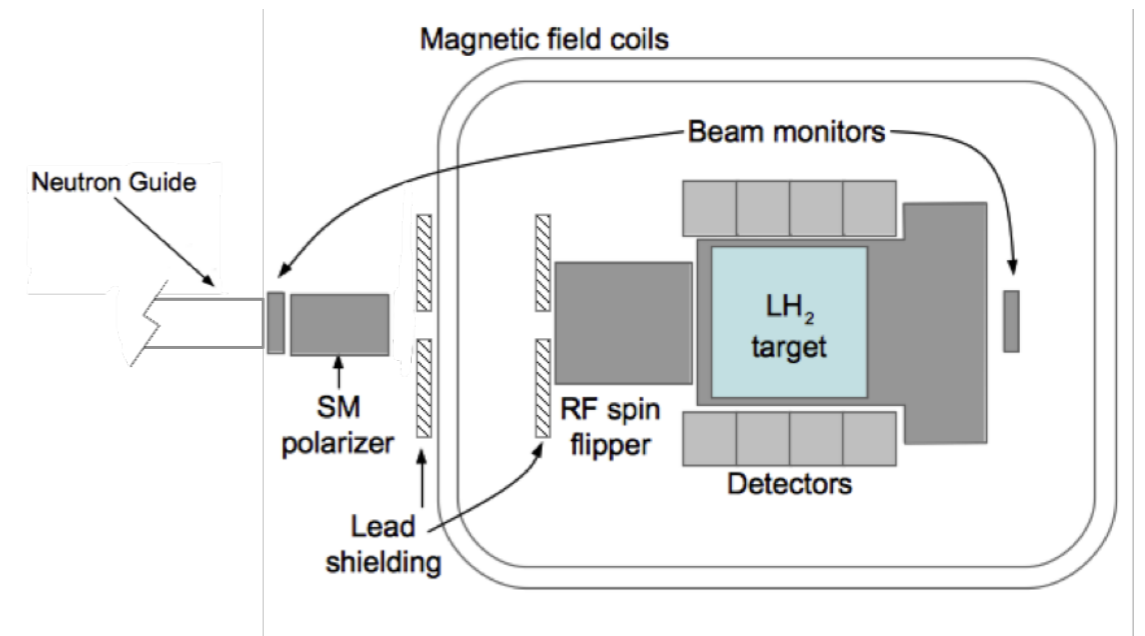 Magnetic field coils
Beam monitors
Neutron Guide
LH₂
target
SM
polarizer
RF spin
flipper
Detectors
Lead
shielding